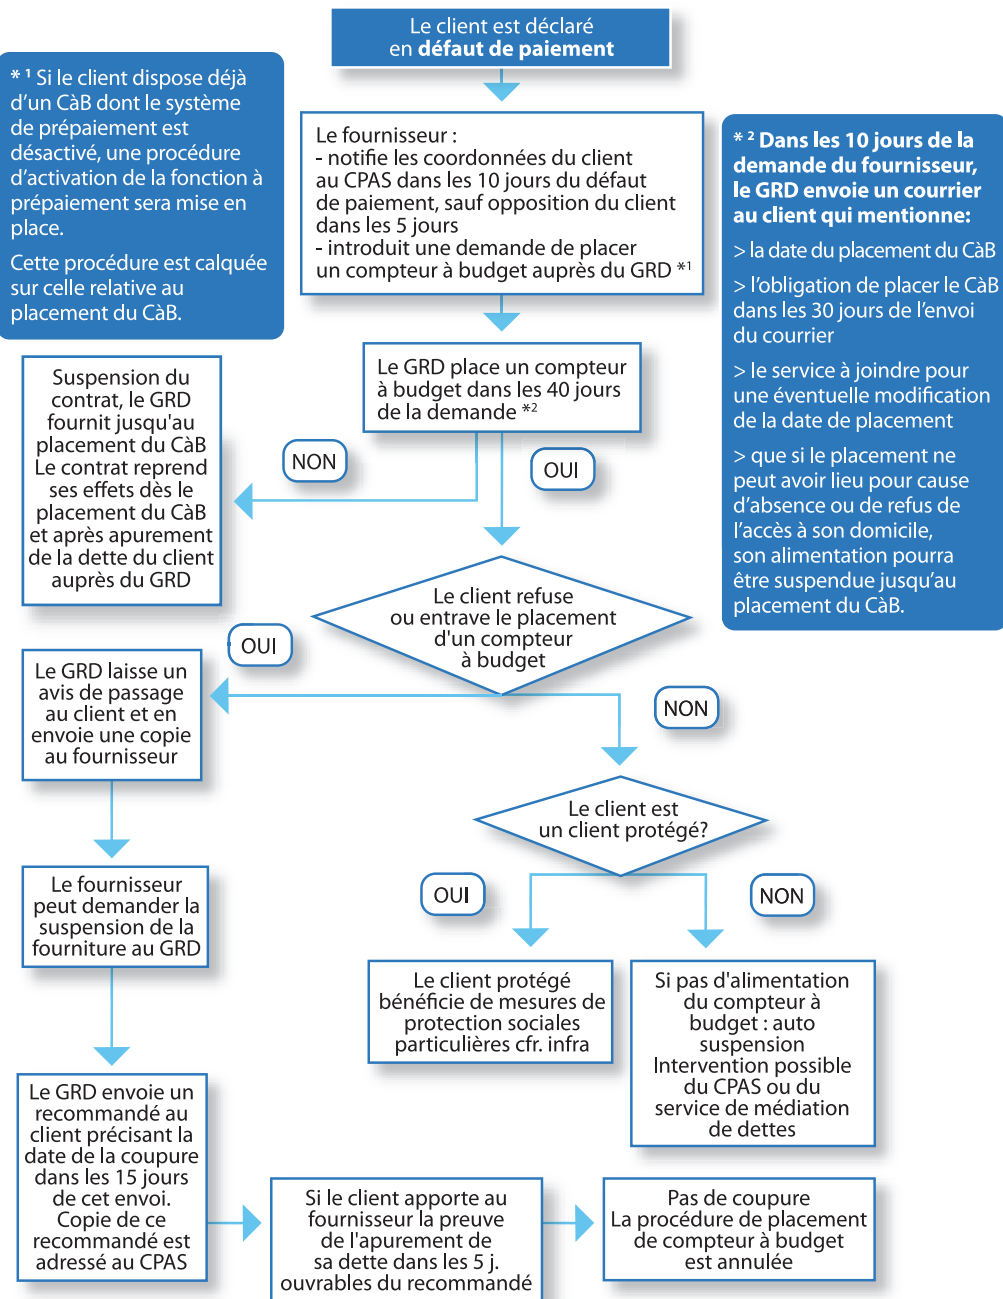 Le client est déclaré
en défaut de paiement
* 1 Si le client dispose déjà
d'un CàB dont le système
de prépaiement est
désactivé, une procédure
d'activation de la fonction à
prépaiement sera mise en
place.
Cette procédure est calquée
sur celle relative au
placement du CàB.
Le fournisseur :
- notifie les coordonnées du client
au CPAS dans les 10 jours du défaut
de paiement, sauf opposition du client
dans les 5 jours
- introduit une demande de placer
un compteur à budget auprès du GRD *1
* 2 Dans les 10 jours de la
demande du fournisseur,
le GRD envoie un courrier
au client qui mentionne:
> la date du placement du CàB
> l'obligation de placer le CàB
dans les 30 jours de l'envoi
du courrier
> le service à joindre pour
une éventuelle modification
de la date de placement
> que si le placement ne
peut avoir lieu pour cause
d'absence ou de refus de
l'accès à son domicile,
son alimentation pourra
être suspendue jusqu'au
placement du CàB.
Le GRD place un compteur
à budget dans les 40 jours
de la demande *2
NON
OUI
Suspension du
contrat, le GRD
fournit jusqu'au
placement du CàB
Le contrat reprend
ses effets dès le
placement du CàB
et après apurement
de la dette du client
auprès du GRD
Le client refuse
ou entrave le placement
d'un compteur
à budget
OUI
NON
Le GRD laisse un
avis de passage
au client et en
envoie une copie
au fournisseur
Le client est
un client protégé?
OUI
NON
Le fournisseur
peut demander la
suspension de la
fourniture au GRD
Le client protégé
bénéficie de mesures de
protection sociales
particulières cfr. infra
Si pas d'alimentation
du compteur à
budget : auto
suspension
Intervention possible
du CPAS ou du
service de médiation
de dettes
Le GRD envoie un
recommandé au
client précisant la
date de la coupure
dans les 15 jours
de cet envoi.
Copie de ce
recommandé est
adressé au CPAS
Si le client apporte au
fournisseur la preuve
de l'apurement de
sa dette dans les 5 j.
ouvrables du recommandé
Pas de coupure
La procédure de placement
de compteur à budget
est annulée